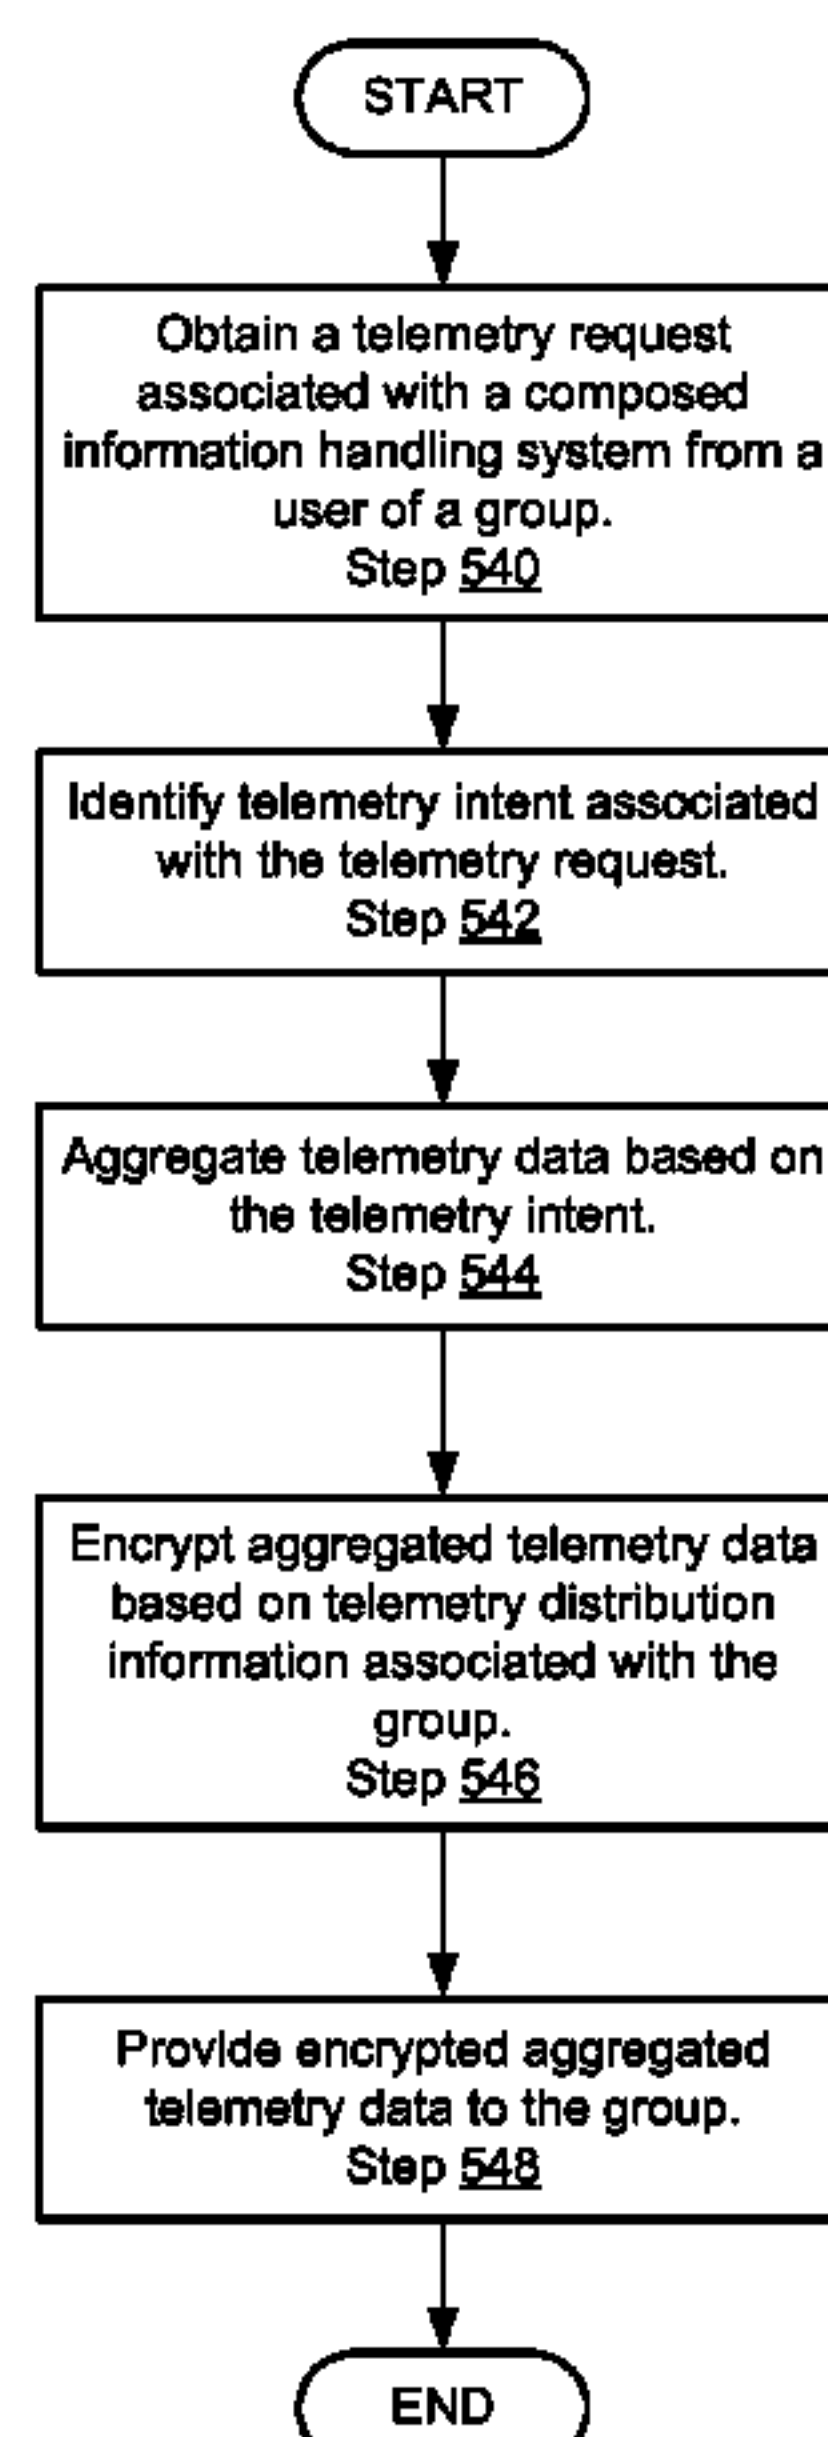 START
Obtain a telemetry request
associated with a composed
information handling system from a
user of a group.
Step 540
Identify telemetry intent associated
with the telemetry request.
Step 542
Aggregate telemetry data based on
the telemetry intent.
Step 544
Encrypt aggregated telemetry data
based on telemetry distribution
information associated with the
group.
Step 546
Provide encrypted aggregated
telemetry data to the group.
Step 548
END